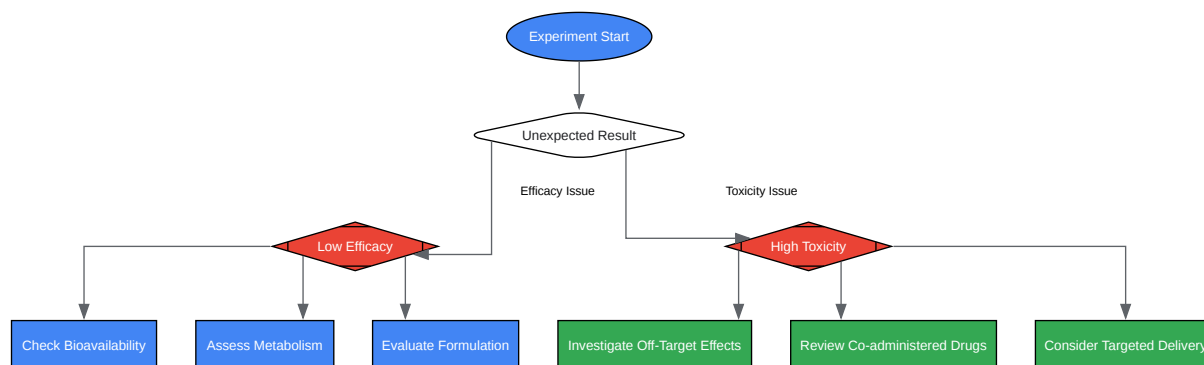 Experiment Start
Unexpected Result
Efficacy Issue
Toxicity Issue
Low Efficacy
High Toxicity
Check Bioavailability
Assess Metabolism
Evaluate Formulation
Investigate Off-Target Effects
Review Co-administered Drugs
Consider Targeted Delivery